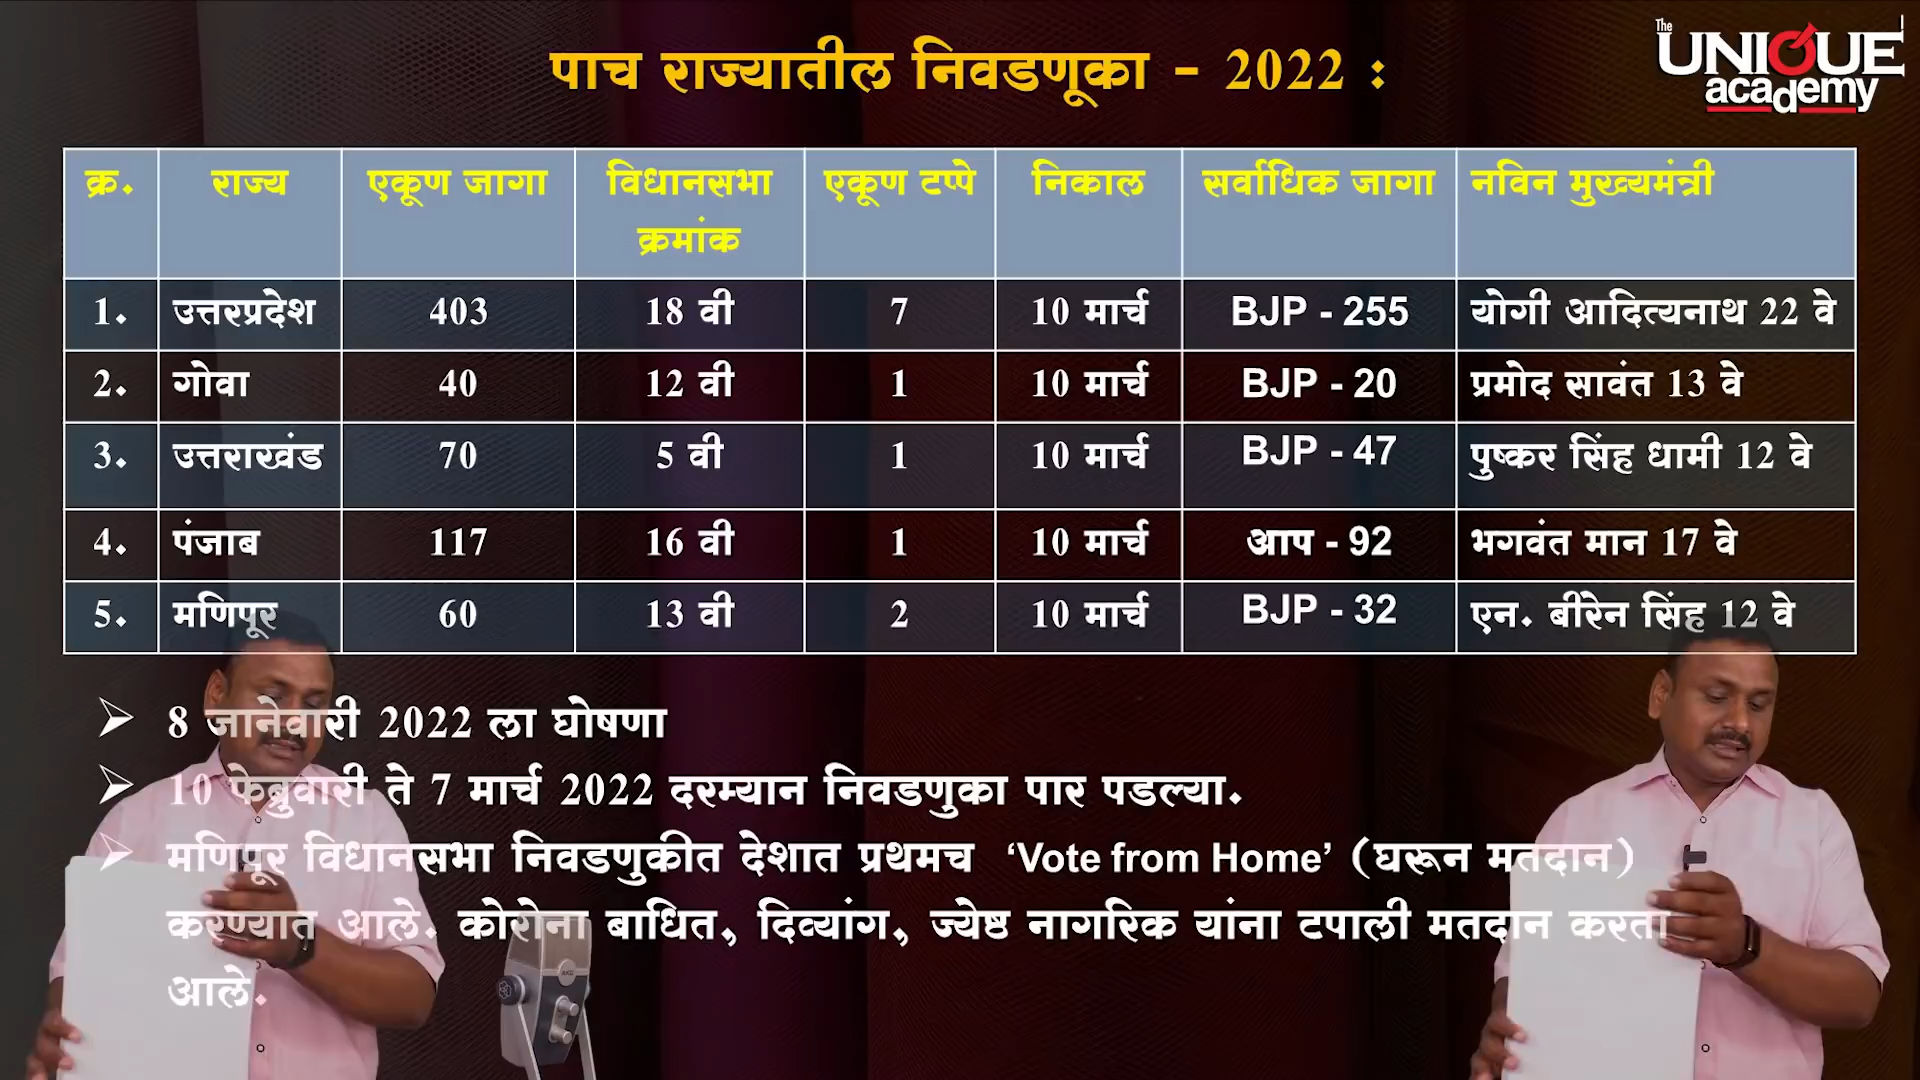 The
UNIQUE
academy
पाच राज्यातील निवडणूका - 2022 :
क्र. राज्य एकूण जागा विधानसभा क्रमांक एकूण टप्पे निकाल सर्वाधिक जागा नविन मुख्यमंत्री
1. उत्तरप्रदेश 403 18 वी 7 10 मार्च BJP - 255 योगी आदित्यनाथ 22 वे
2. गोवा 40 12 वी 1 10 मार्च BJP - 20 प्रमोद सावंत 13 वे
3. उत्तराखंड 70 5 वी 1 10 मार्च BJP - 47 पुष्कर सिंह धामी 12 वे
4. पंजाब 117 16 वी 1 10 मार्च आप - 92 भगवंत मान 17 वे
5. मणिपूर 60 13 वी 2 10 मार्च BJP - 32 एन. बीरेन सिंह 12 वे
➢ 8 जानेवारी 2022 ला घोषणा
➢ 10 फेब्रुवारी ते 7 मार्च 2022 दरम्यान निवडणुका पार पडल्या.
➢ मणिपूर विधानसभा निवडणुकीत देशात प्रथमच ‘Vote from Home’ (घरून मतदान)
करण्यात आले. कोरोना बाधित, दिव्यांग, ज्येष्ठ नागरिक यांना टपाली मतदान करता
आले.
AKG